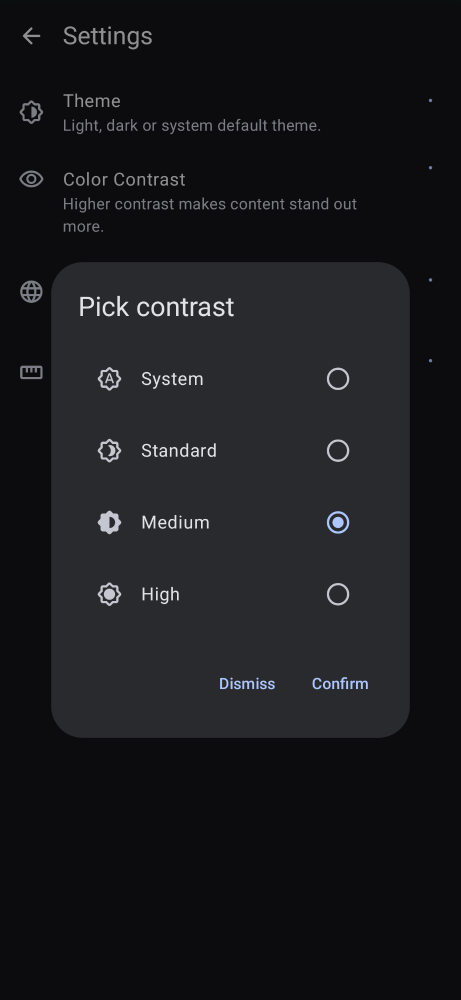 Settings
Theme
Light, dark or system default theme.
Color Contrast
Higher contrast makes content stand out
more.
Pick contrast
System
Standard
Medium
High
Dismiss
Confirm